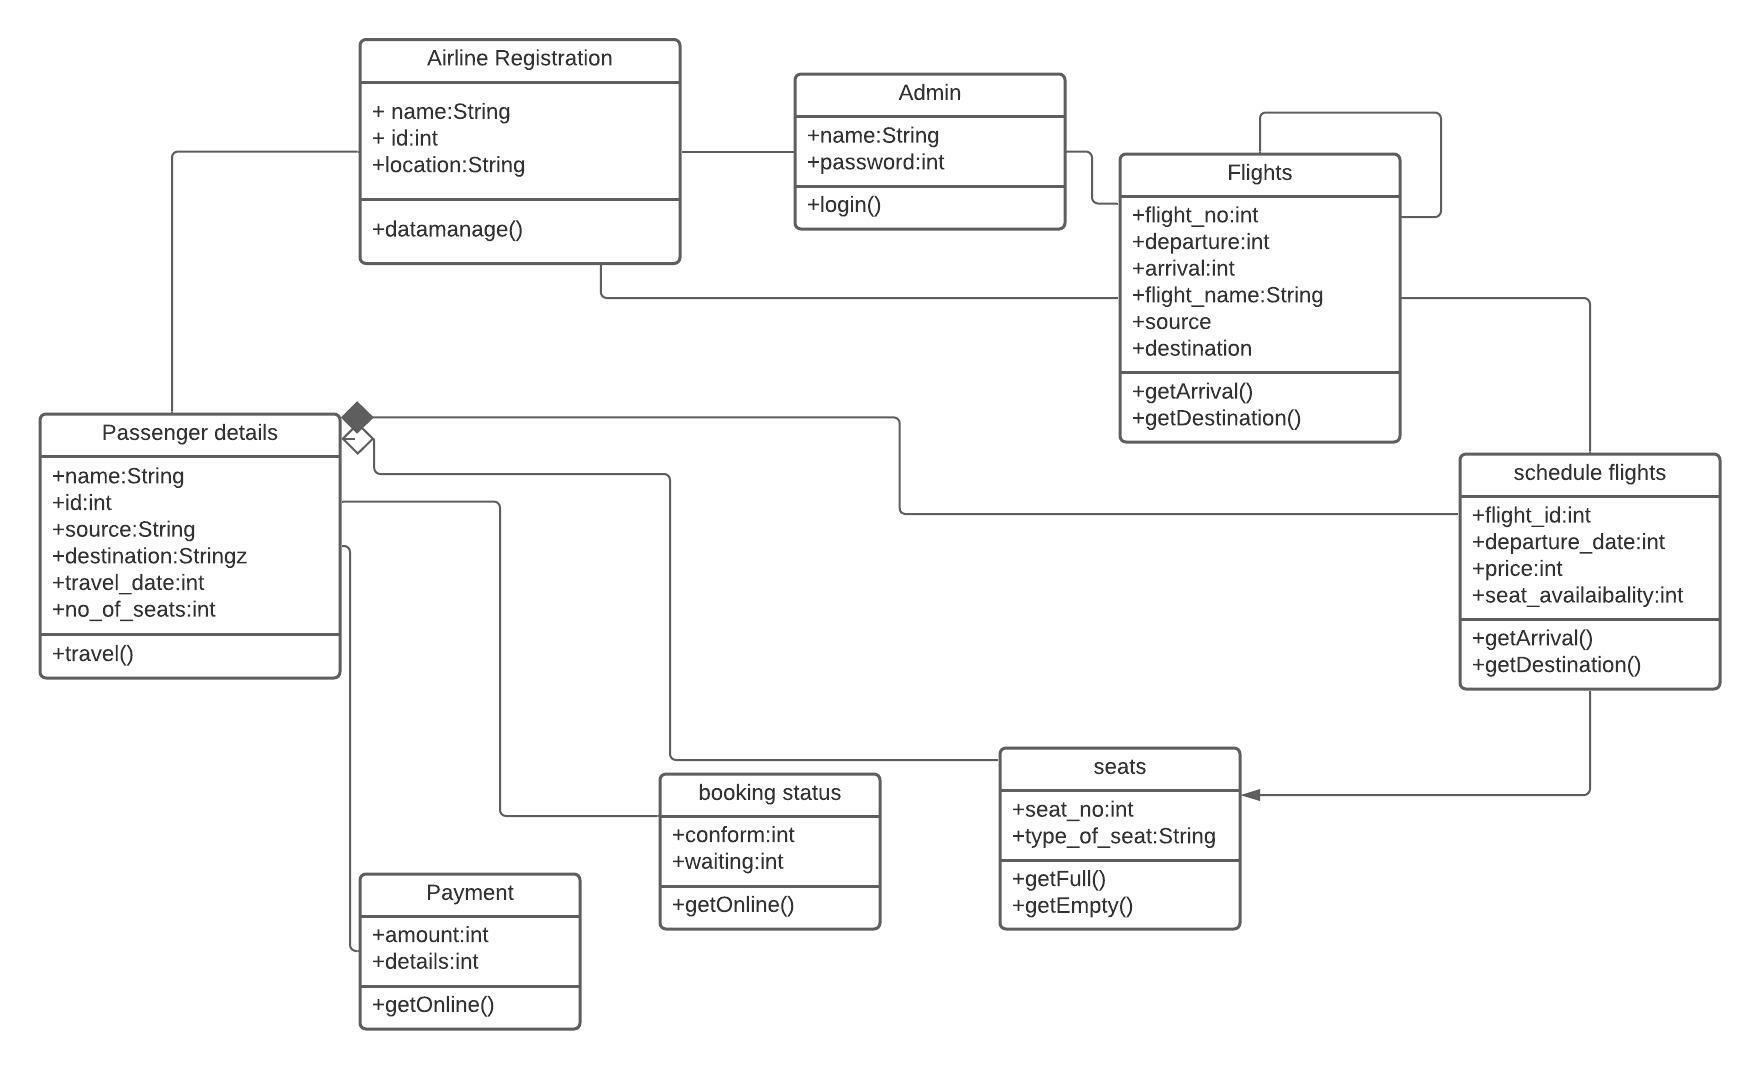 Airline Registration
+ name:String
+ id:int
+location:String
+datamanage()
Admin
+name:String
+password:int
+login()
Flights
+flight_no:int
+departure:int
+arrival:int
+flight_name:String
+source
+destination
+getArrival()
+getDestination()
Passenger details
+name:String
+id:int
+source:String
+destination:Stringz
+travel_date:int
+no_of_seats:int
+travel()
schedule flights
+flight_id:int
+departure_date:int
+price:int
+seat_availaibality:int
+getArrival()
+getDestination()
seats
+seat_no:int
+type_of_seat:String
+getFull()
+getEmpty()
booking status
+conform:int
+waiting:int
+getOnline()
Payment
+amount:int
+details:int
+getOnline()